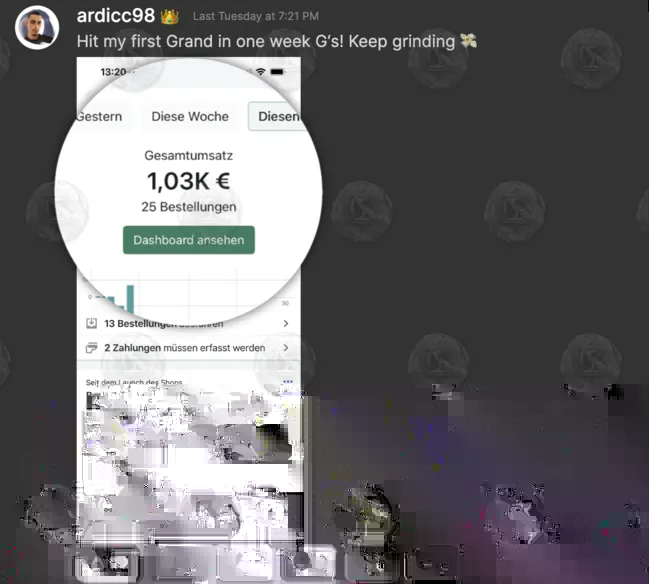 ardicc98 👑 Last Tuesday at 7:21 PM
Hit my first Grand in one week G's! Keep grinding 💸
13:20
Gestern Diese Woche Diesen
Gesamtumsatz
1,03K €
25 Bestellungen
Dashboard ansehen
0
30
13 Bestellungen ausführen
2 Zahlungen müssen erfasst werden
Seit dem Launch des Shops